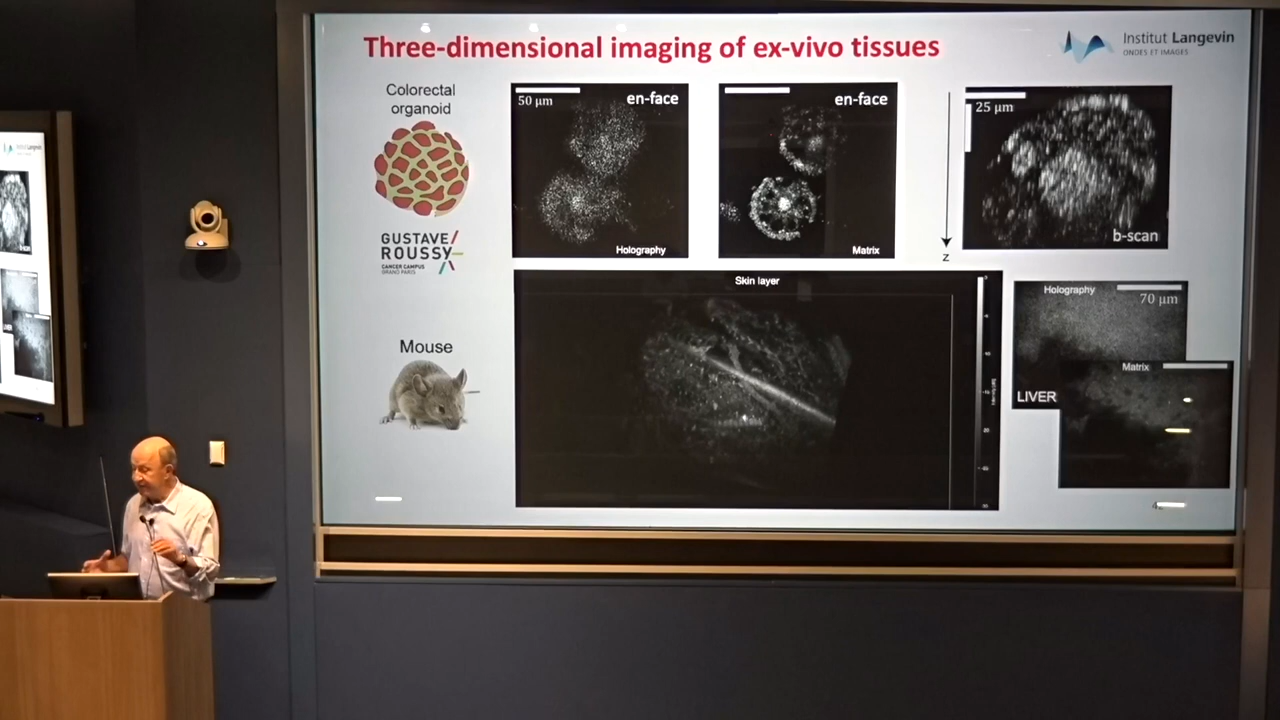 Three-dimensional imaging of ex-vivo tissues
Institut Langevin
ONDES ET IMAGES
Colorectal
organoid
50 μm
en-face
Holography
en-face
Matrix
25 μm
b-scan
z
GUSTAVE/
ROUSSY
CANCER CAMPUS
GRAND PARIS
Skin layer
Mouse
Holography
70 μm
LIVER
Matrix
b-scan
LIVER